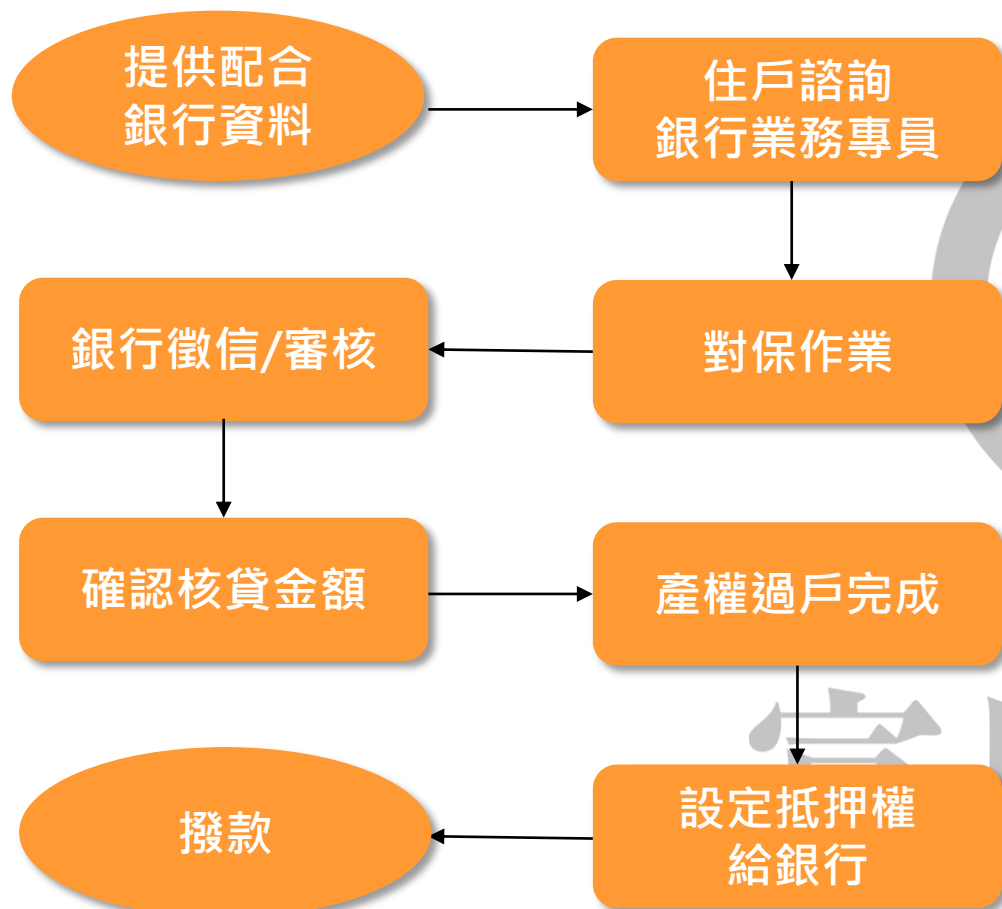 提供配合
銀行資料
住戶諮詢
銀行業務專員
對保作業
銀行徵信/審核
確認核貸金額
產權過戶完成
設定抵押權
給銀行
撥款